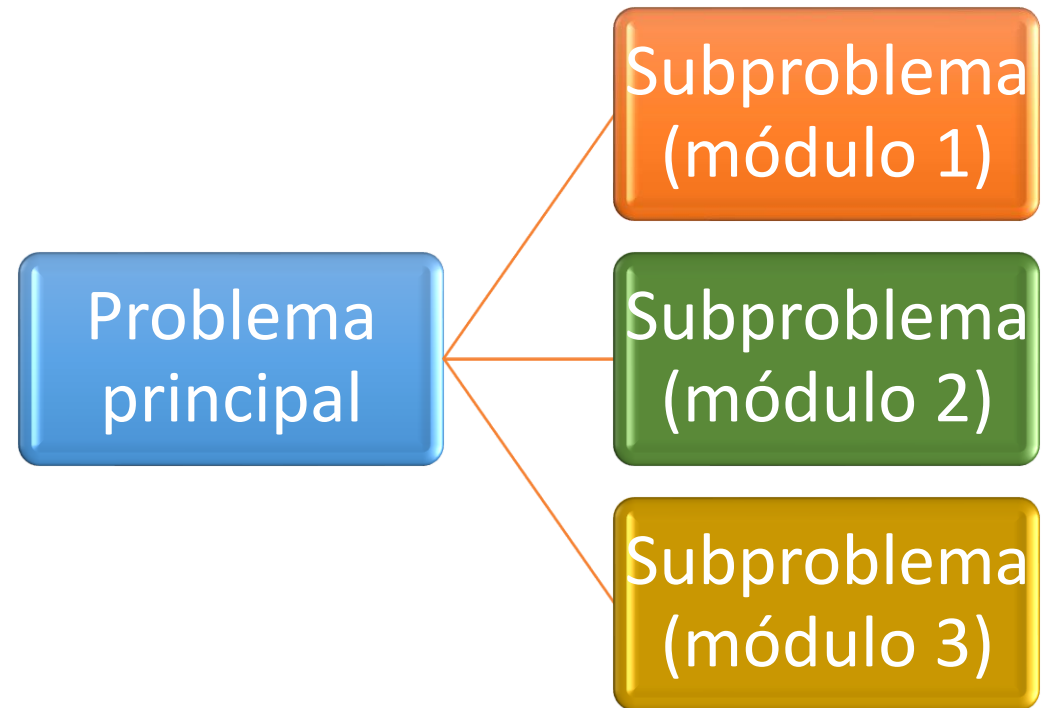 Problema
principal
Subproblema
(módulo 1)
Subproblema
(módulo 2)
Subproblema
(módulo 3)